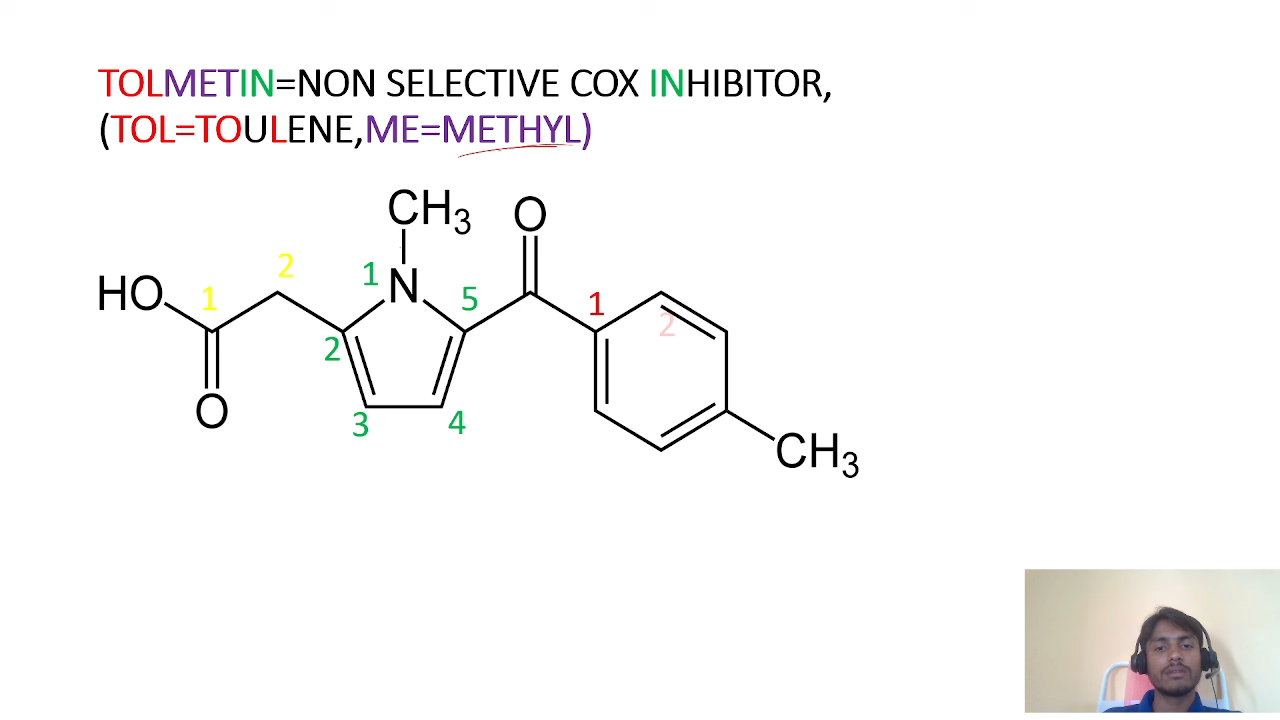 TOLMETIN=NON SELECTIVE COX INHIBITOR,
(TOL=TOULENE,ME=METHYL)
CH3
O
HO
1
2
1
N
5
1
2
2
O
3
4
CH3